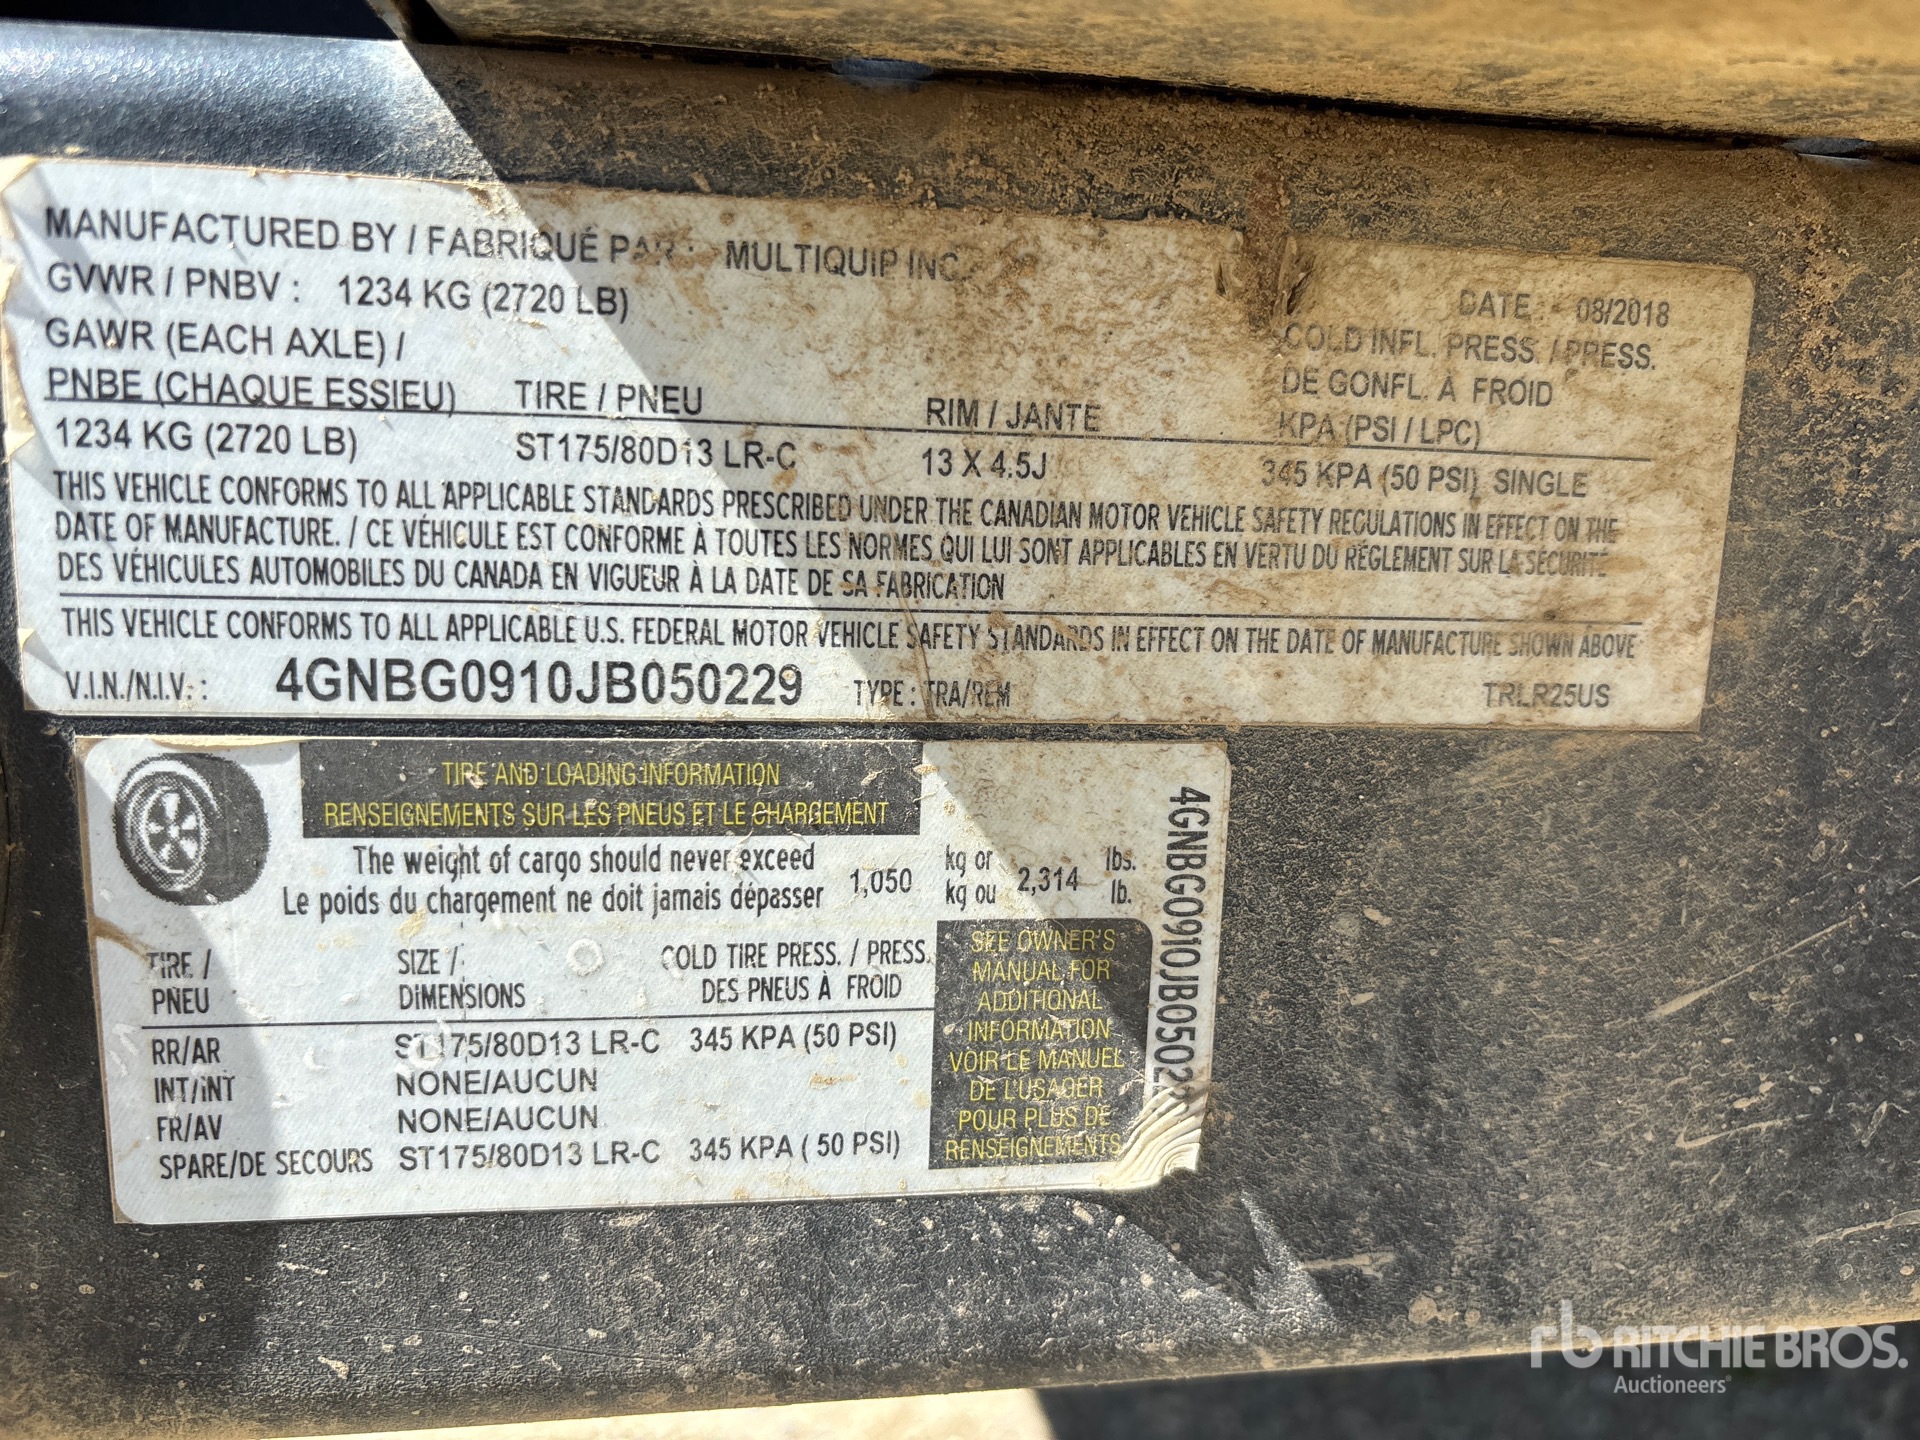 MANUFACTURED BY / FABRIQUÉ PAR : MULTIQUIP INC.
GVWR / PNBV : 1234 KG (2720 LB)
DATE : 08/2018
GAWR (EACH AXLE) /
PNBE (CHAQUE ESSIEU) TIRE / PNEU RIM / JANTE
COLD INFL. PRESS. / PRESS.
DE GONFL. À FROID
KPA (PSI / LPC)
1234 KG (2720 LB) ST175/80D13 LR-C 13 X 4.5J 345 KPA (50 PSI) SINGLE
THIS VEHICLE CONFORMS TO ALL APPLICABLE STANDARDS PRESCRIBED UNDER THE CANADIAN MOTOR VEHICLE SAFETY REGULATIONS IN EFFECT ON THE
DATE OF MANUFACTURE. / CE VÉHICULE EST CONFORME À TOUTES LES NORMES QUI LUI SONT APPLICABLES EN VERTU DU RÈGLEMENT SUR LA SÉCURITÉ
DES VÉHICULES AUTOMOBILES DU CANADA EN VIGUEUR À LA DATE DE SA FABRICATION
THIS VEHICLE CONFORMS TO ALL APPLICABLE U.S. FEDERAL MOTOR VEHICLE SAFETY STANDARDS IN EFFECT ON THE DATE OF MANUFACTURE SHOWN ABOVE
V.I.N./N.I.V. : 4GNBG0910JB050229 TYPE : TRA/REM TRLR25US
TIRE AND LOADING INFORMATION
RENSEIGNEMENTS SUR LES PNEUS ET LE CHARGEMENT
The weight of cargo should never exceed
Le poids du chargement ne doit jamais dépasser
1,050 kg or
kg ou 2,314 lbs.
lb.
TIRE /
PNEU
SIZE /
DIMENSIONS
COLD TIRE PRESS. / PRESS.
DES PNEUS À FROID
RR/AR ST175/80D13 LR-C 345 KPA (50 PSI)
INT/INT NONE/AUCUN
FR/AV NONE/AUCUN
SPARE/DE SECOURS ST175/80D13 LR-C 345 KPA ( 50 PSI)
SEE OWNER'S
MANUAL FOR
ADDITIONAL
INFORMATION
VOIR LE MANUEL
DE L'USAGER
POUR PLUS DE
RENSEIGNEMENTS
4GNBG0910JB0502
rb RITCHIE BROS.
Auctioneers